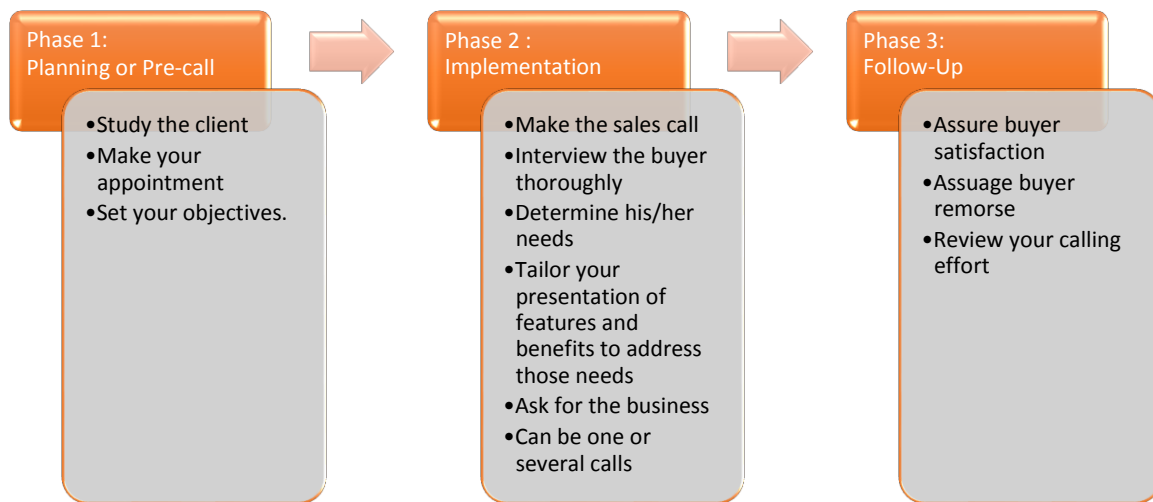 Phase 1:
Planning or Pre-call
•Study the client
•Make your
appointment
•Set your objectives.
Phase 2 :
Implementation
•Make the sales call
•Interview the buyer
thoroughly
•Determine his/her
needs
•Tailor your
presentation of
features and
benefits to address
those needs
•Ask for the business
•Can be one or
several calls
Phase 3:
Follow-Up
•Assure buyer
satisfaction
•Assuage buyer
remorse
•Review your calling
effort